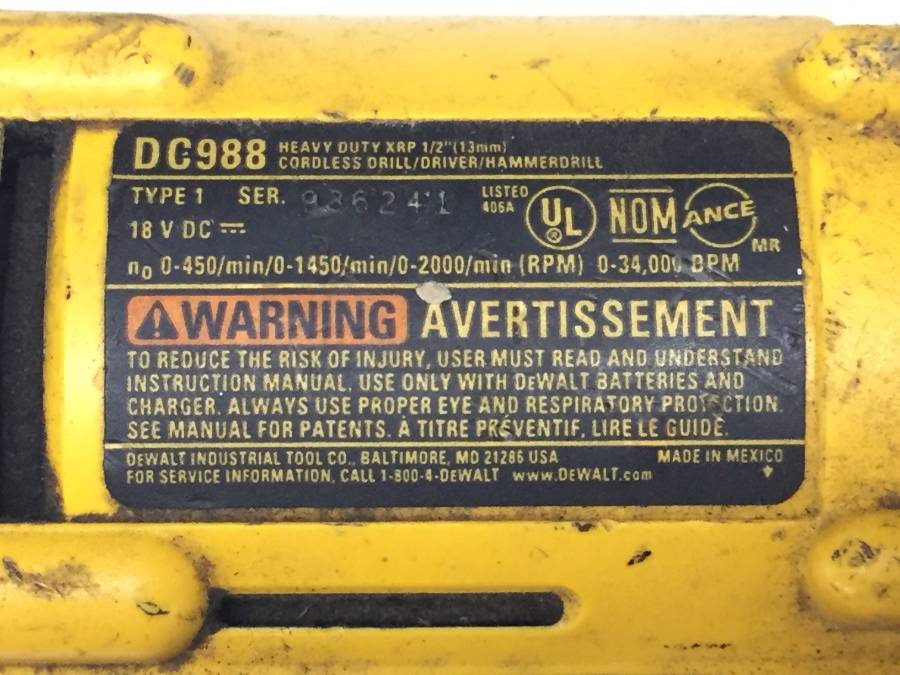 DC988 HEAVY DUTY XRP 1/2"(13mm)
CORDLESS DRILL/DRIVER/HAMMERDRILL
TYPE 1 SER. 986241 LISTED
406A
UL
®
NOM
ANCE
MR
18 V DC ⎓
n₀ 0-450/min/0-1450/min/0-2000/min (RPM) 0-34,000 BPM
⚠WARNING AVERTISSEMENT
TO REDUCE THE RISK OF INJURY, USER MUST READ AND UNDERSTAND
INSTRUCTION MANUAL. USE ONLY WITH DeWALT BATTERIES AND
CHARGER. ALWAYS USE PROPER EYE AND RESPIRATORY PROTECTION.
SEE MANUAL FOR PATENTS. À TITRE PRÉVENTIF, LIRE LE GUIDE.
DeWALT INDUSTRIAL TOOL CO., BALTIMORE, MD 21286 USA MADE IN MEXICO
FOR SERVICE INFORMATION, CALL 1-800-4-DeWALT www.DeWALT.com